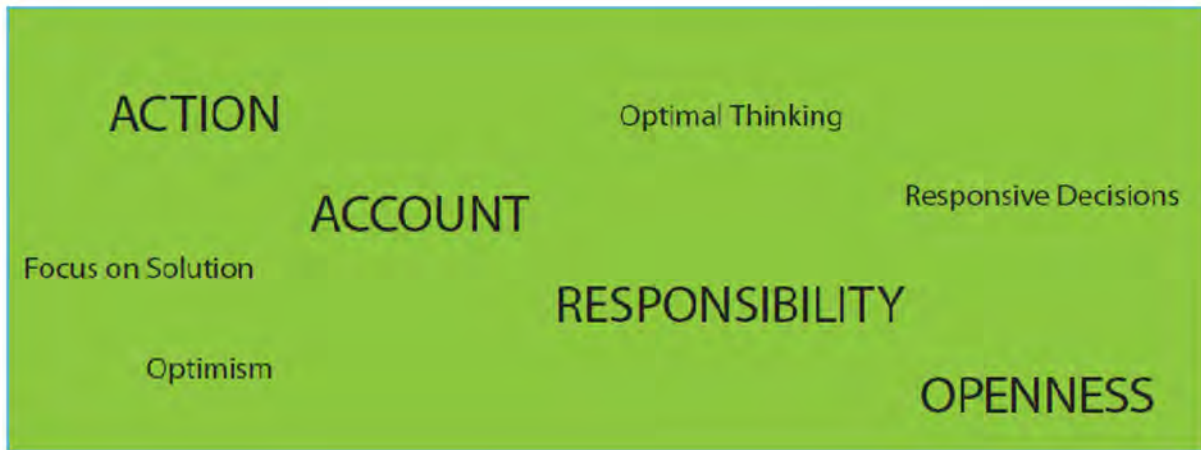 ACTION
Optimal Thinking
Responsive Decisions
ACCOUNT
Focus on Solution
RESPONSIBILITY
Optimism
OPENNESS